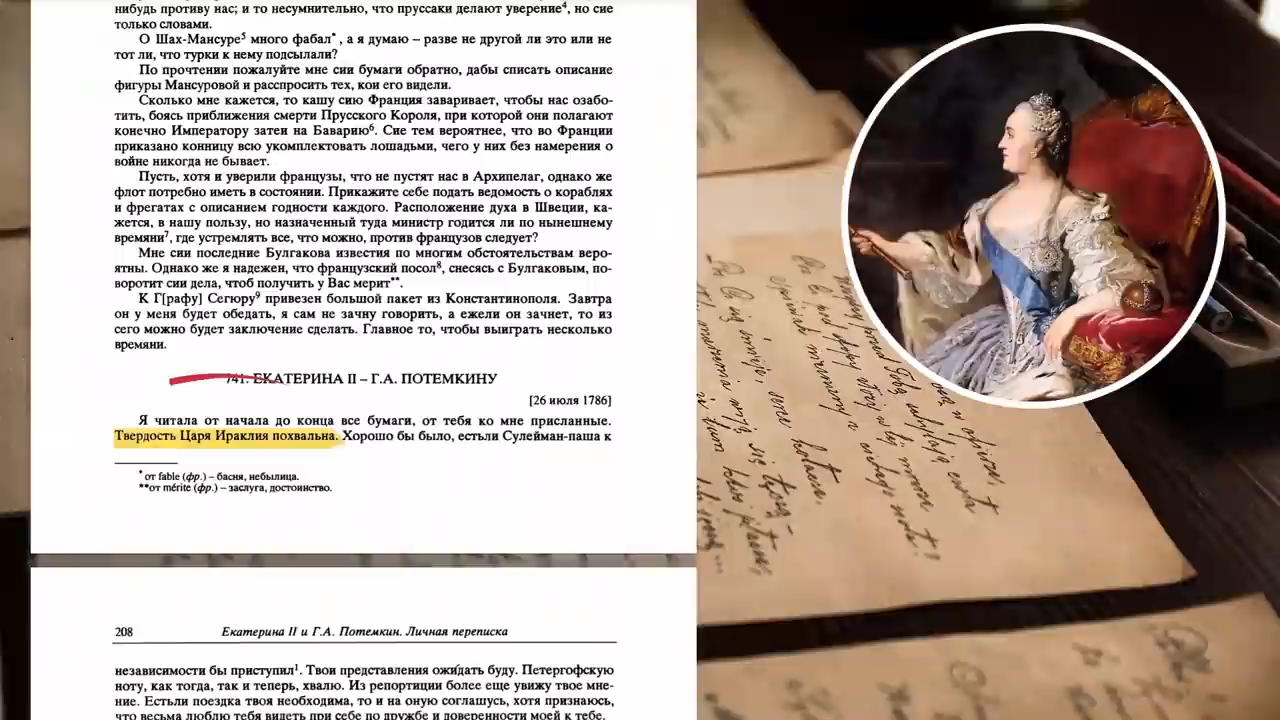 нибудь противу нас; и то несумнительно, что пруссаки делают уверение⁴, но сие
только словами.
О Шах-Мансуре⁵ много фабал*, а я думаю – разве не другой ли это или не
тот ли, что турки к нему подсылали?
По прочтении пожалуйте мне сии бумаги обратно, дабы списать описание
фигуры Мансуровой и расспросить тех, кои его видели.
Сколько мне кажется, то кашу сию Франция заваривает, чтобы нас озабо-
тить, боясь приближения смерти Прусского Короля, при которой они полагают
конечно Императору затеи на Баварию⁶. Сие тем вероятнее, что во Франции
приказано конницу всю укомплектовать лошадьми, чего у них без намерения о
войне никогда не бывает.
Пусть, хотя и уверили французы, что не пустят нас в Архипелаг, однако же
флот потребно иметь в состоянии. Прикажите себе подать ведомость о кораблях
и фрегатах с описанием годности каждого. Расположение духа в Швеции, ка-
жется, в нашу пользу, но назначенный туда министр годится ли по нынешнему
времяни⁷, где устремлять все, что можно, против французов следует?
Мне сии последние Булгакова известия по многим обстоятельствам веро-
ятны. Однако же я надежен, что французский посол⁸, снесясь с Булгаковым, по-
воротит сии дела, чтоб получить у Вас мерит**.
К Г[рафу] Сегюру⁹ привезен большой пакет из Константинополя. Завтра
он у меня будет обедать, я сам не зачну говорить, а ежели он зачнет, то из
сего можно будет заключение сделать. Главное то, чтобы выиграть несколько
времяни.
741. ЕКАТЕРИНА II – Г.А. ПОТЕМКИНУ
[26 июля 1786]
Я читала от начала до конца все бумаги, от тебя ко мне присланные.
Твердость Царя Ираклия похвальна. Хорошо бы было, естьли Сулейман-паша к
* от fable (фр.) – басня, небылица.
**от mérite (фр.) – заслуга, достоинство.
208 Екатерина II и Г.А. Потемкин. Личная переписка
независимости бы приступил¹. Твои представления ожидать буду. Петергофскую
ноту, как тогда, так и теперь, хвалю. Из репортиции более еще увижу твое мне-
ние. Естьли поездка твоя необходима, то и на оную соглашусь, хотя признаюсь,
что весьма люблю тебя видеть при себе по дружбе и доверенности моей к тебе.